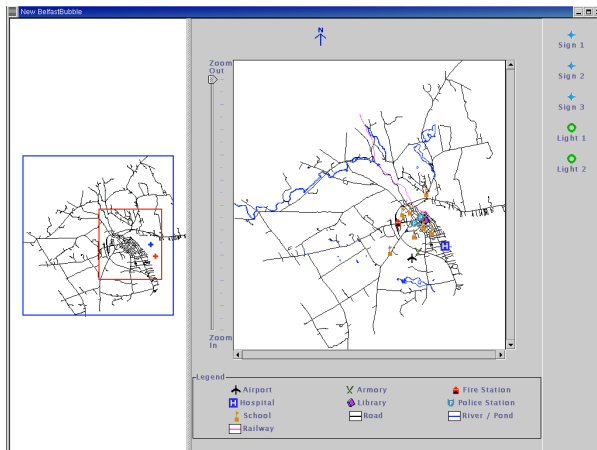 New BelfastBubble
N
Zoom
Out
Zoom
In
Sign 1
Sign 2
Sign 3
Light 1
Light 2
Legend
Airport Armory Fire Station
H Hospital Library Police Station
School Road River / Pond
Railway
H